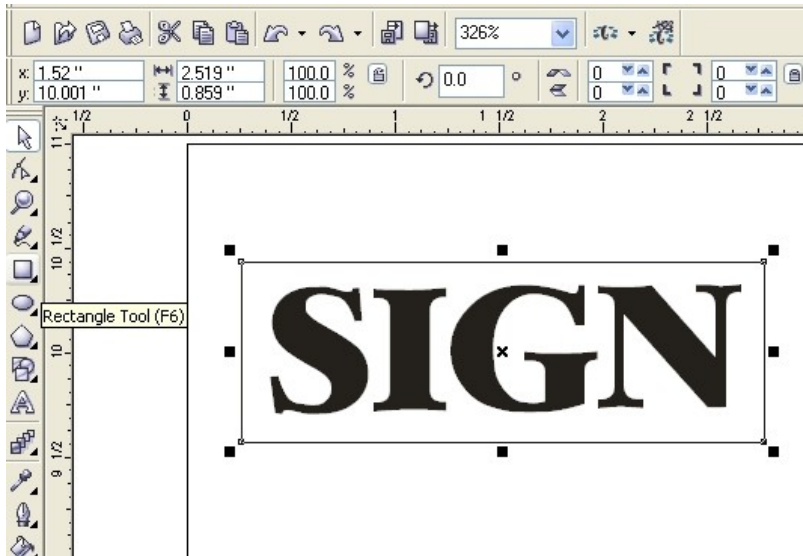 326%
x: 1.52 " 2.519 " 100.0 % 0.0 ° 0 0
y: 10.001 " 0.859 " 100.0 % 0 0
1/2 0 1/2 1 1 1/2 2 2 1/2
11
10 1/2
Rectangle Tool (F6)
SIGN
10
9 1/2